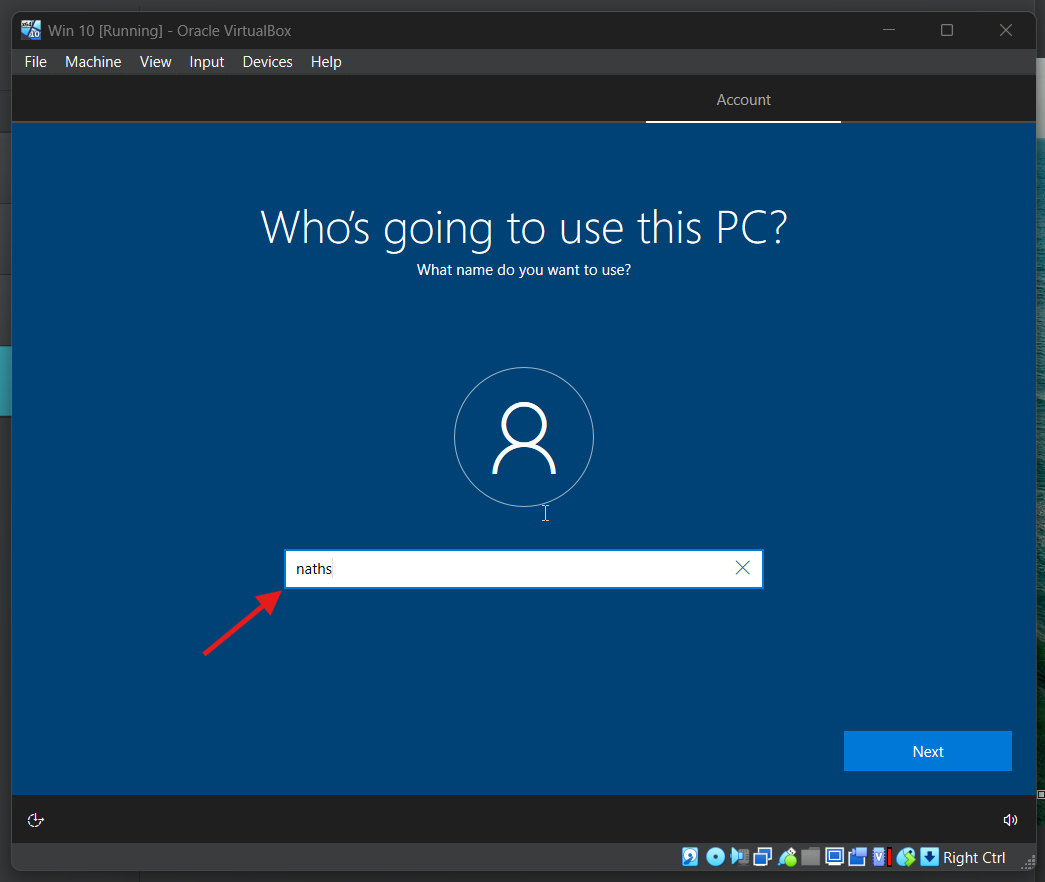 Win 10 [Running] - Oracle VirtualBox
File Machine View Input Devices Help
Account
Who's going to use this PC?
What name do you want to use?
naths
Next
Right Ctrl